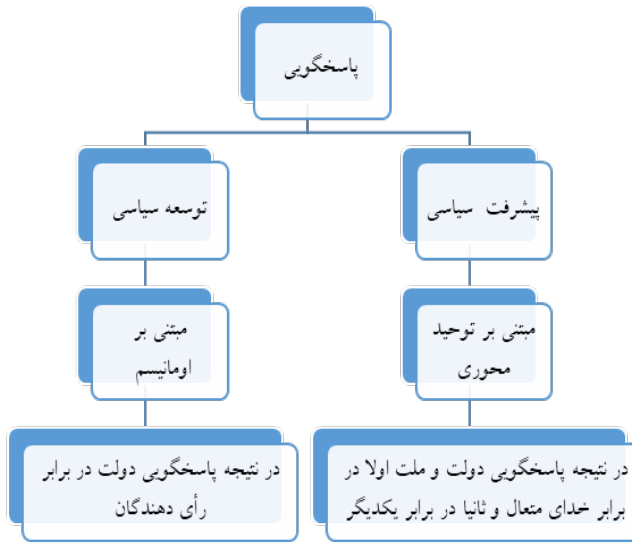 پاسخگویی
پیشرفت سیاسی
توسعه سیاسی
مبتنی بر توحید
محوری
مبتنی بر
اومانیسم
در نتیجه پاسخگویی دولت و ملت اولا در
برابر خدای متعال و ثانیا در برابر یکدیگر
در نتیجه پاسخگویی دولت در برابر
رأی دهندگان